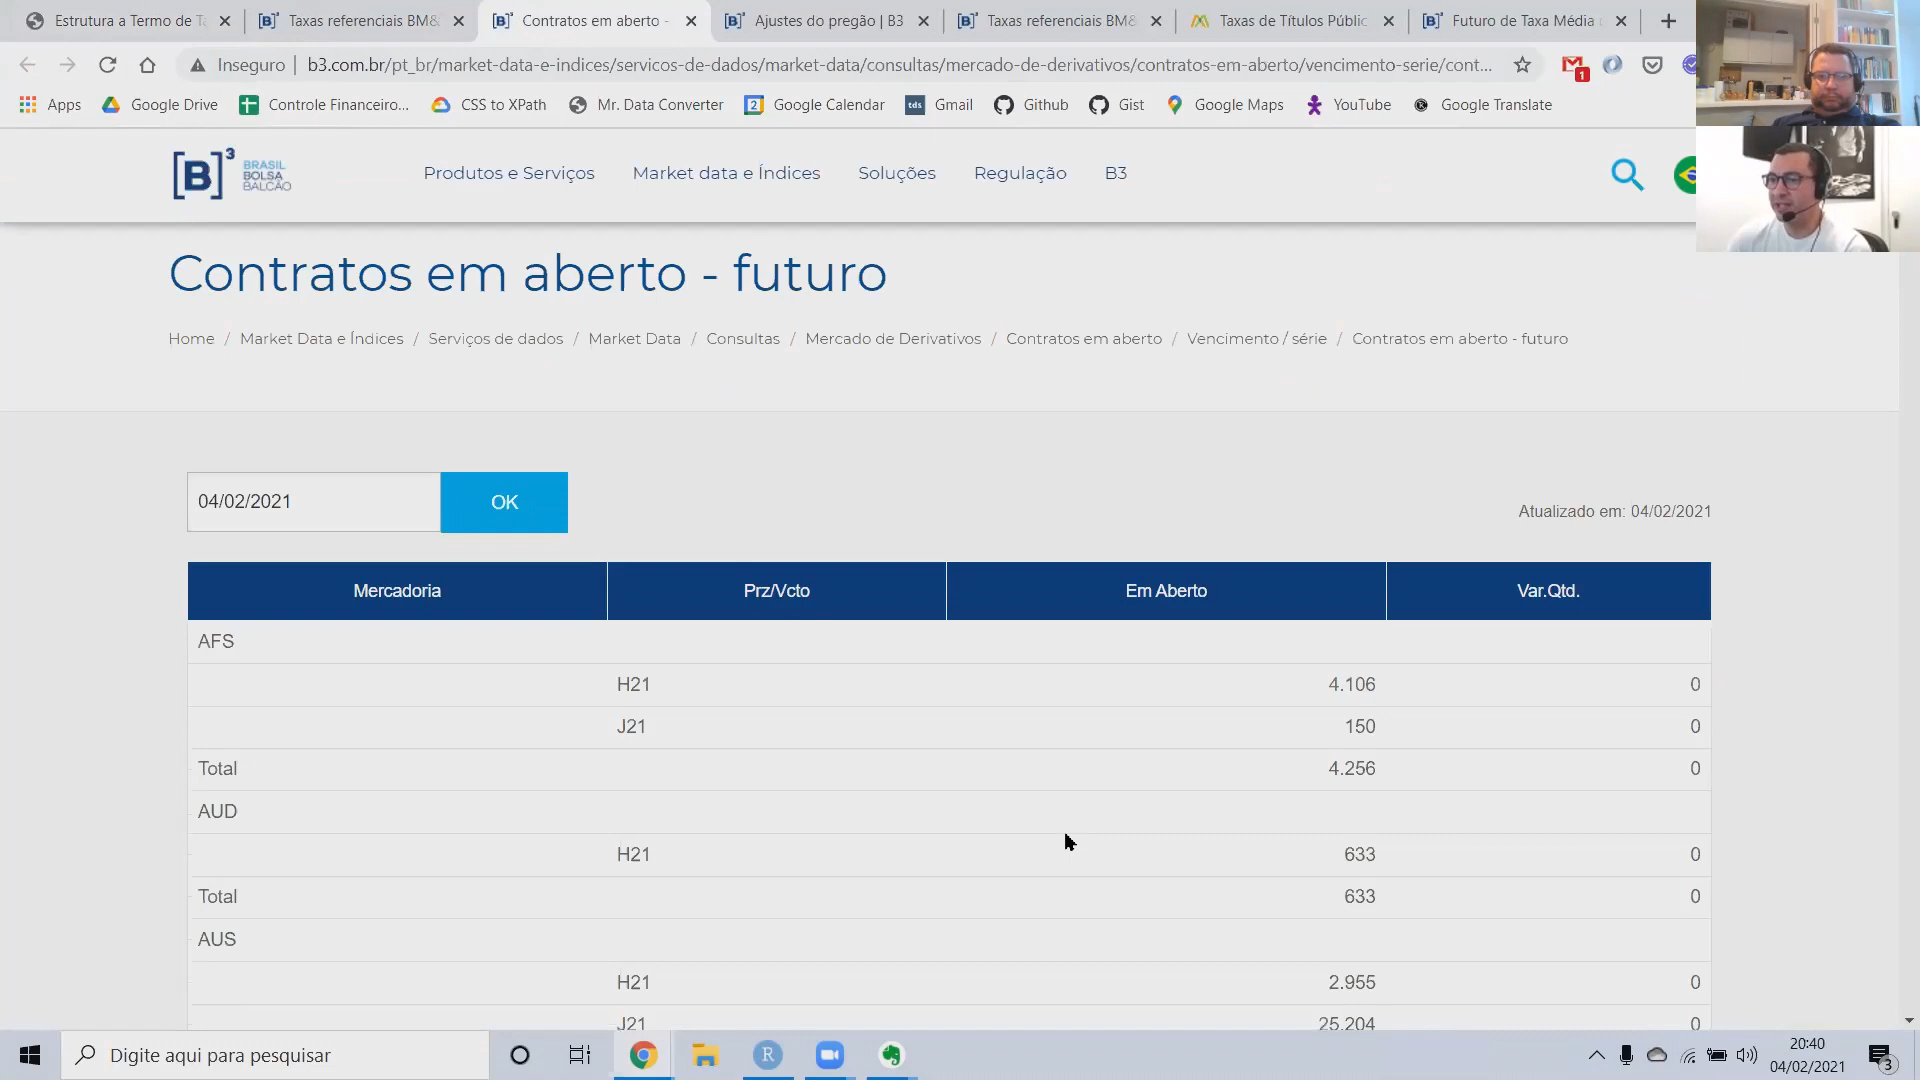 Estrutura a Termo de T
Taxas referenciais BM&
Contratos em aberto -
Ajustes do pregão | B3
Taxas referenciais BM&
Taxas de Títulos Públic
Futuro de Taxa Média
Inseguro
b3.com.br/pt_br/market-data-e-indices/servicos-de-dados/market-data/consultas/mercado-de-derivativos/contratos-em-aberto/vencimento-serie/cont...
1
Apps
Google Drive
Controle Financeiro...
CSS to XPath
Mr. Data Converter
2
Google Calendar
tds
Gmail
Github
Gist
Google Maps
YouTube
Google Translate
[B]³ BRASIL
BOLSA
BALCÃO
Produtos e Serviços
Market data e Índices
Soluções
Regulação
B3
Contratos em aberto - futuro
Home / Market Data e Índices / Serviços de dados / Market Data / Consultas / Mercado de Derivativos / Contratos em aberto / Vencimento / série / Contratos em aberto - futuro
04/02/2021
OK
Atualizado em: 04/02/2021
Mercadoria Prz/Vcto Em Aberto Var.Qtd.
AFS
H21 4.106 0
J21 150 0
Total 4.256 0
AUD
H21 633 0
Total 633 0
AUS
H21 2.955 0
J21 25.204 0
Digite aqui para pesquisar
R
20:40
04/02/2021
3